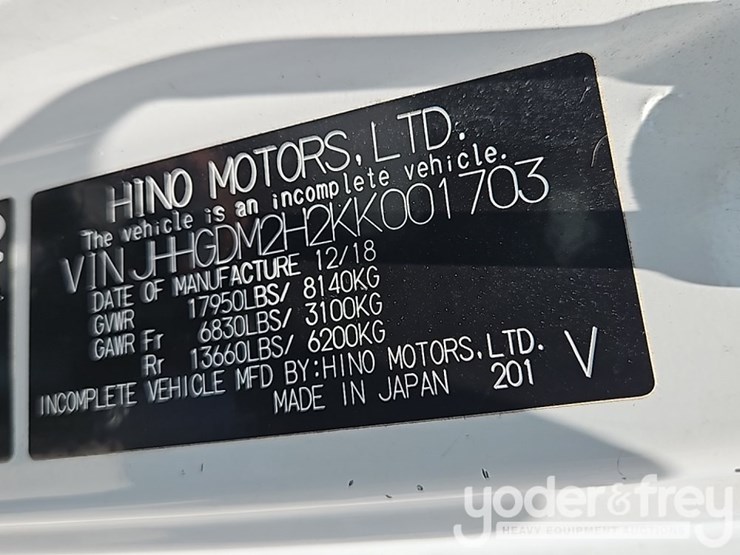 HINO MOTORS, LTD.
The vehicle is an incomplete vehicle.
VIN JHHGDM2H2KK001703
DATE OF MANUFACTURE 12/18
GVWR 17950LBS/ 8140KG
GAWR Fr 6830LBS/ 3100KG
Rr 13660LBS/ 6200KG
INCOMPLETE VEHICLE MFD BY:HINO MOTORS, LTD.
MADE IN JAPAN 201 V
yoder&frey
HEAVY EQUIPMENT AUCTIONS